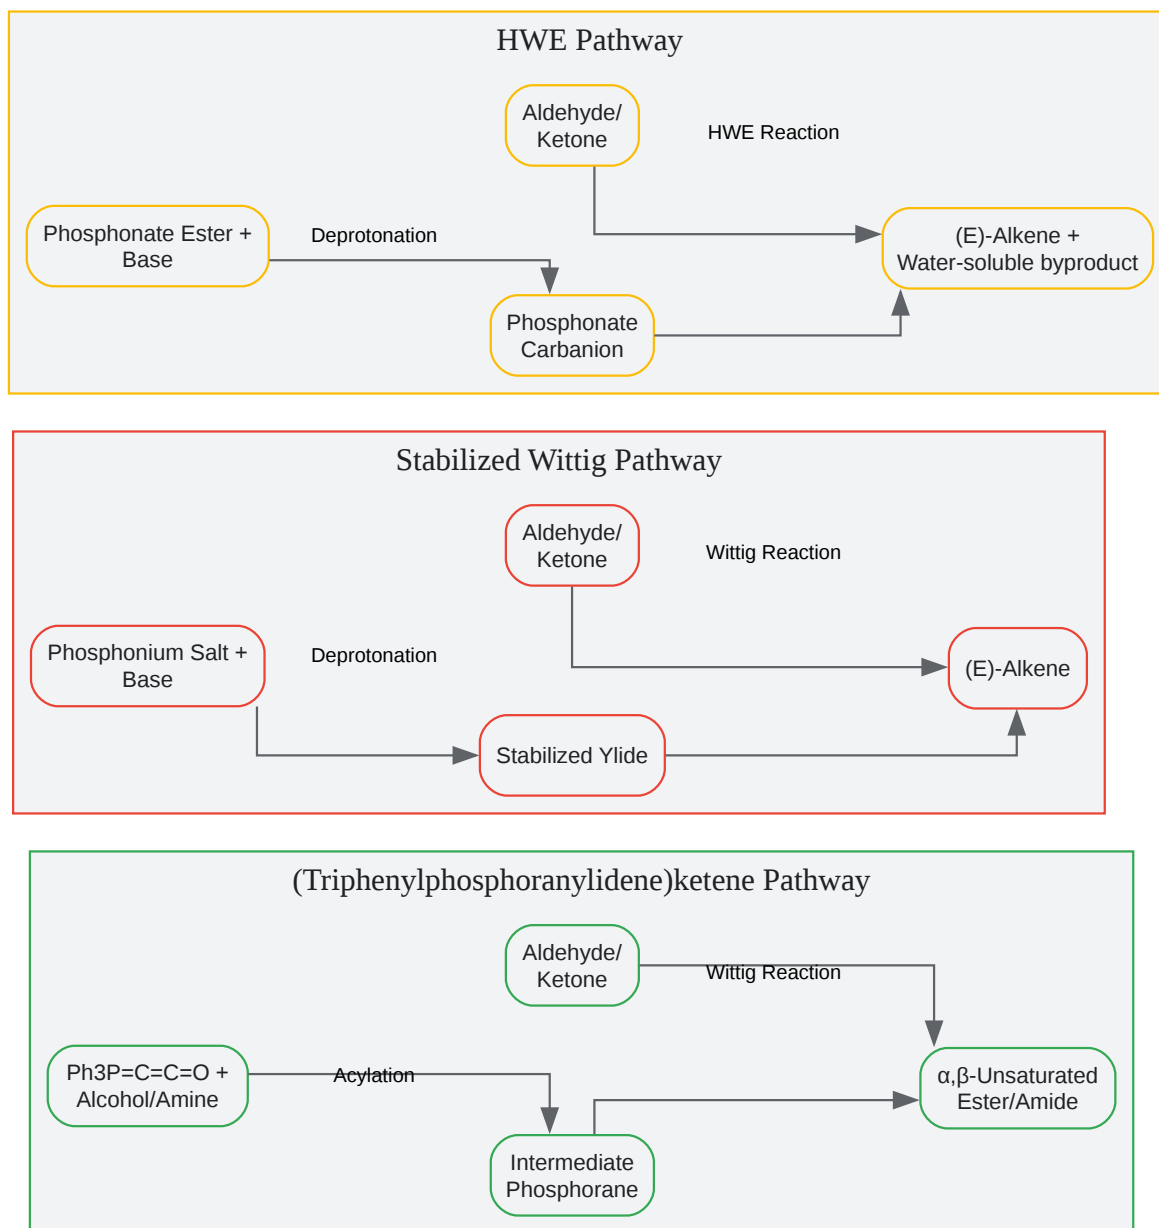 HWE Pathway
Aldehyde/
Ketone
HWE Reaction
Phosphonate Ester +
Base
Deprotonation
(E)-Alkene +
Water-soluble byproduct
Phosphonate
Carbanion
Stabilized Wittig Pathway
Aldehyde/
Ketone
Wittig Reaction
Phosphonium Salt +
Base
Deprotonation
(E)-Alkene
Stabilized Ylide
(Triphenylphosphoranylidene)ketene Pathway
Aldehyde/
Ketone
Wittig Reaction
Ph3P=C=C=O +
Alcohol/Amine
Acylation
α,β-Unsaturated
Ester/Amide
Intermediate
Phosphorane